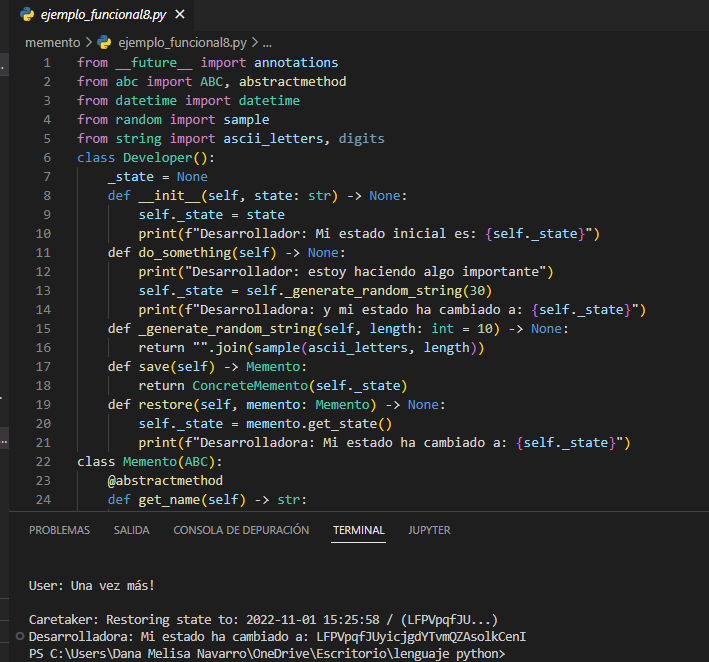 ejemplo_funcional8.py ×
memento > ejemplo_funcional8.py > ...
1 from __future__ import annotations
2 from abc import ABC, abstractmethod
3 from datetime import datetime
4 from random import sample
5 from string import ascii_letters, digits
6 class Developer():
7     _state = None
8     def __init__(self, state: str) -> None:
9         self._state = state
10         print(f"Desarrollador: Mi estado inicial es: {self._state}")
11     def do_something(self) -> None:
12         print("Desarrollador: estoy haciendo algo importante")
13         self._state = self._generate_random_string(30)
14         print(f"Desarrolladora: y mi estado ha cambiado a: {self._state}")
15     def _generate_random_string(self, length: int = 10) -> None:
16         return "".join(sample(ascii_letters, length))
17     def save(self) -> Memento:
18         return ConcreteMemento(self._state)
19     def restore(self, memento: Memento) -> None:
20         self._state = memento.get_state()
21         print(f"Desarrolladora: Mi estado ha cambiado a: {self._state}")
22 class Memento(ABC):
23     @abstractmethod
24     def get_name(self) -> str:
PROBLEMAS SALIDA CONSOLA DE DEPURACIÓN TERMINAL JUPYTER
User: Una vez más!
Caretaker: Restoring state to: 2022-11-01 15:25:58 / (LFPVpqfJU...)
Desarrolladora: Mi estado ha cambiado a: LFPVpqfJUyicjgdYTvmQZAsolkCenI
PS C:\Users\Dana Melisa Navarro\OneDrive\Escritorio\lenguaje python>